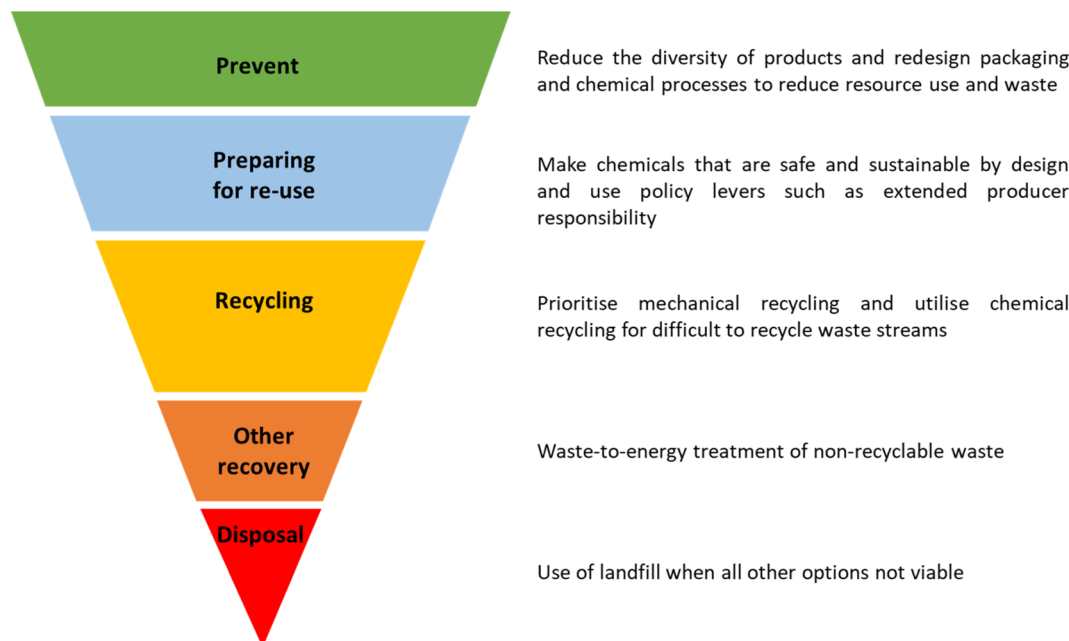 Prevent
Reduce the diversity of products and redesign packaging
and chemical processes to reduce resource use and waste
Preparing
for re-use
Make chemicals that are safe and sustainable by design
and use policy levers such as extended producer
responsibility
Recycling
Prioritise mechanical recycling and utilise chemical
recycling for difficult to recycle waste streams
Other
recovery
Waste-to-energy treatment of non-recyclable waste
Disposal
Use of landfill when all other options not viable